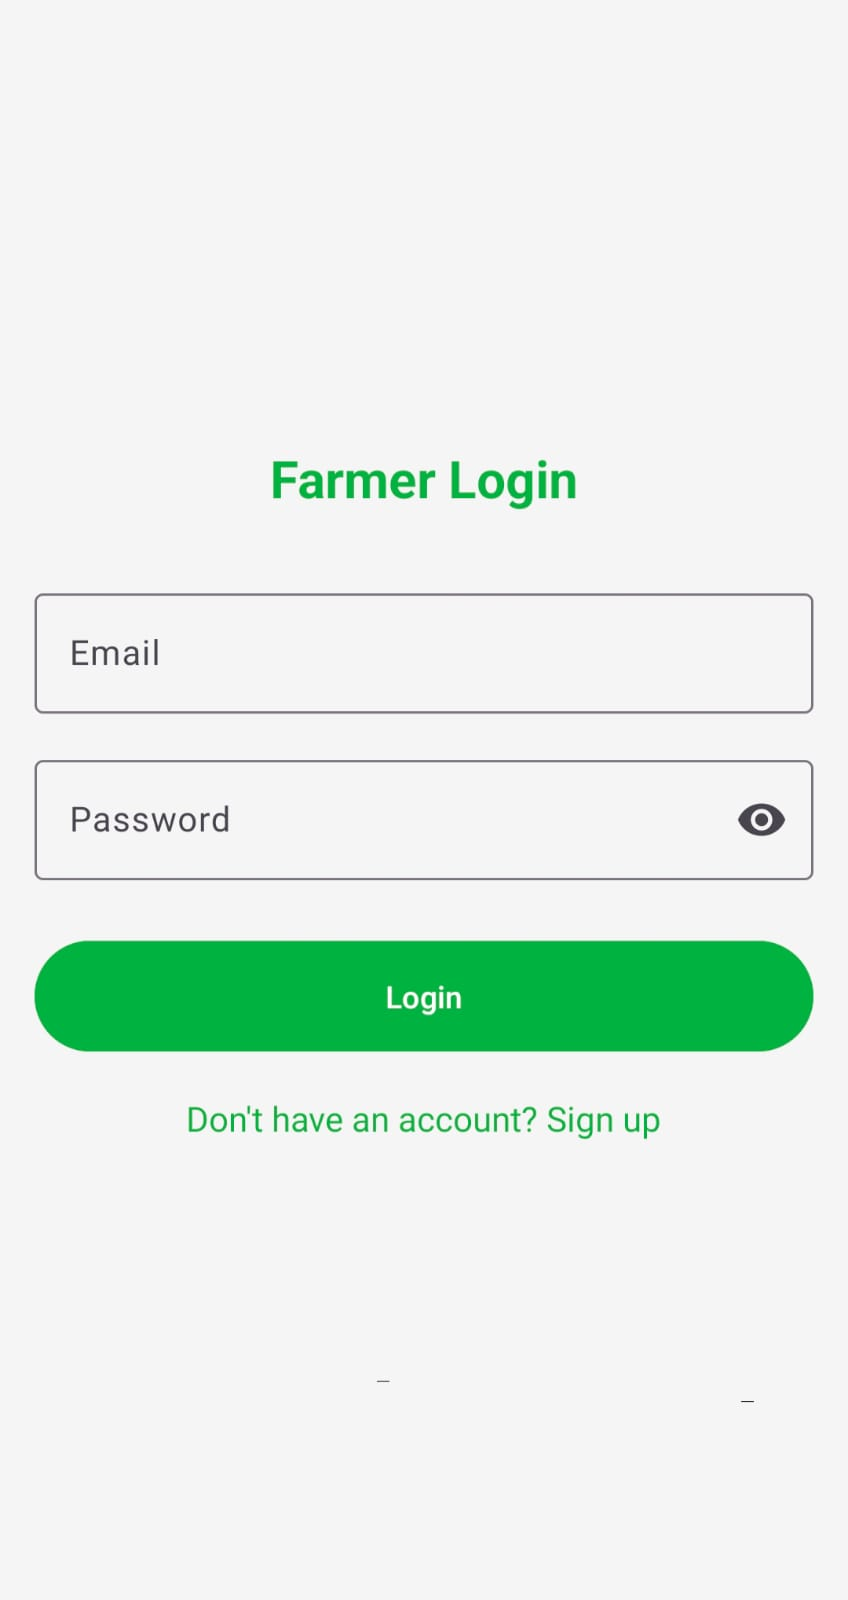 Farmer Login
Email
Password
Login
Don't have an account? Sign up